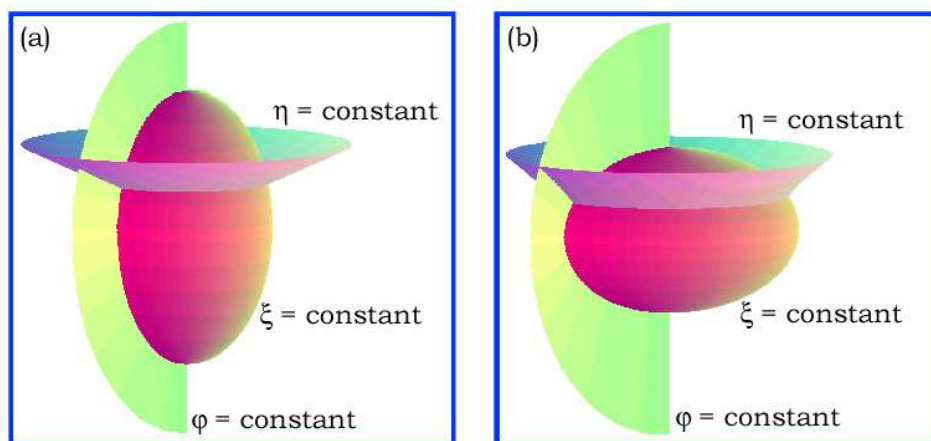 (a)
η = constant
ξ = constant
φ = constant
(b)
η = constant
ξ = constant
φ = constant